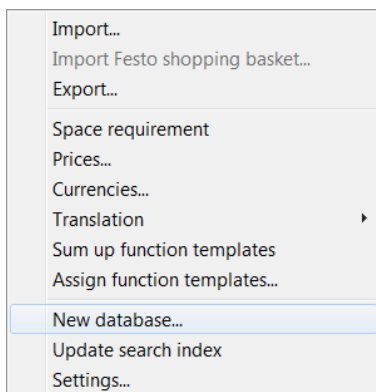 Import...
Import Festo shopping basket...
Export...
Space requirement
Prices...
Currencies...
Translation
Sum up function templates
Assign function templates...
New database...
Update search index
Settings...